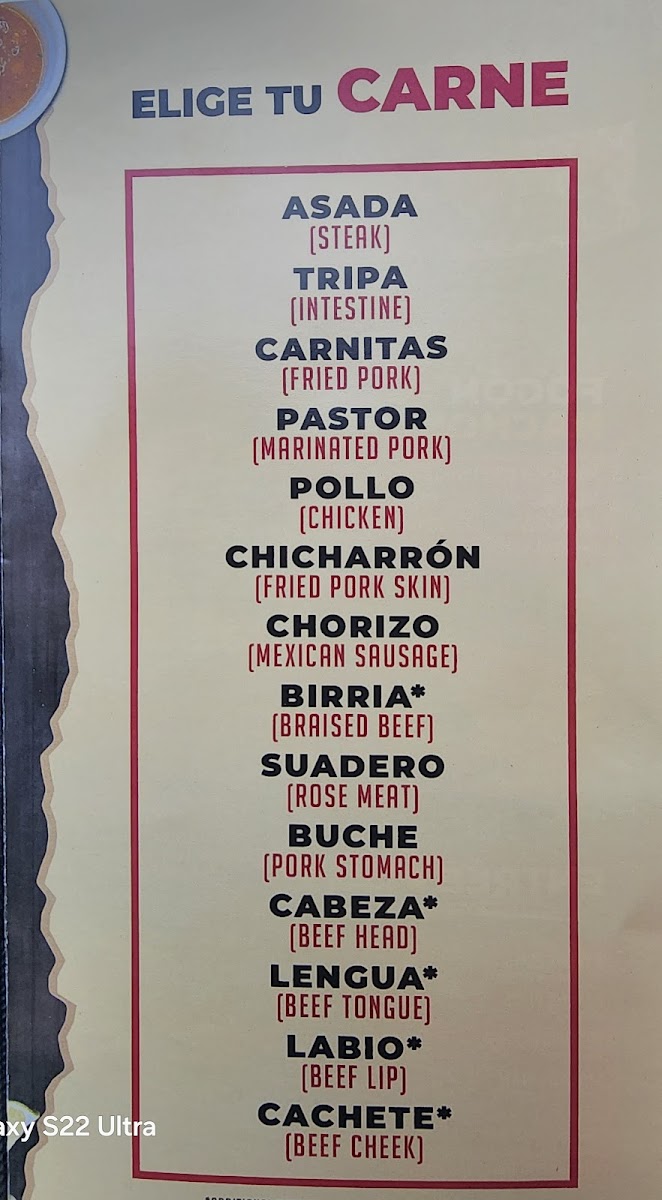 ELIGE TU CARNE
ASADA
(STEAK)
TRIPA
(INTESTINE)
CARNITAS
(FRIED PORK)
PASTOR
(MARINATED PORK)
POLLO
(CHICKEN)
CHICHARRÓN
(FRIED PORK SKIN)
CHORIZO
(MEXICAN SAUSAGE)
BIRRIA*
(BRAISED BEEF)
SUADERO
(ROSE MEAT)
BUCHE
(PORK STOMACH)
CABEZA*
(BEEF HEAD)
LENGUA*
(BEEF TONGUE)
LABIO*
(BEEF LIP)
CACHETE*
(BEEF CHEEK)
S22 Ultra